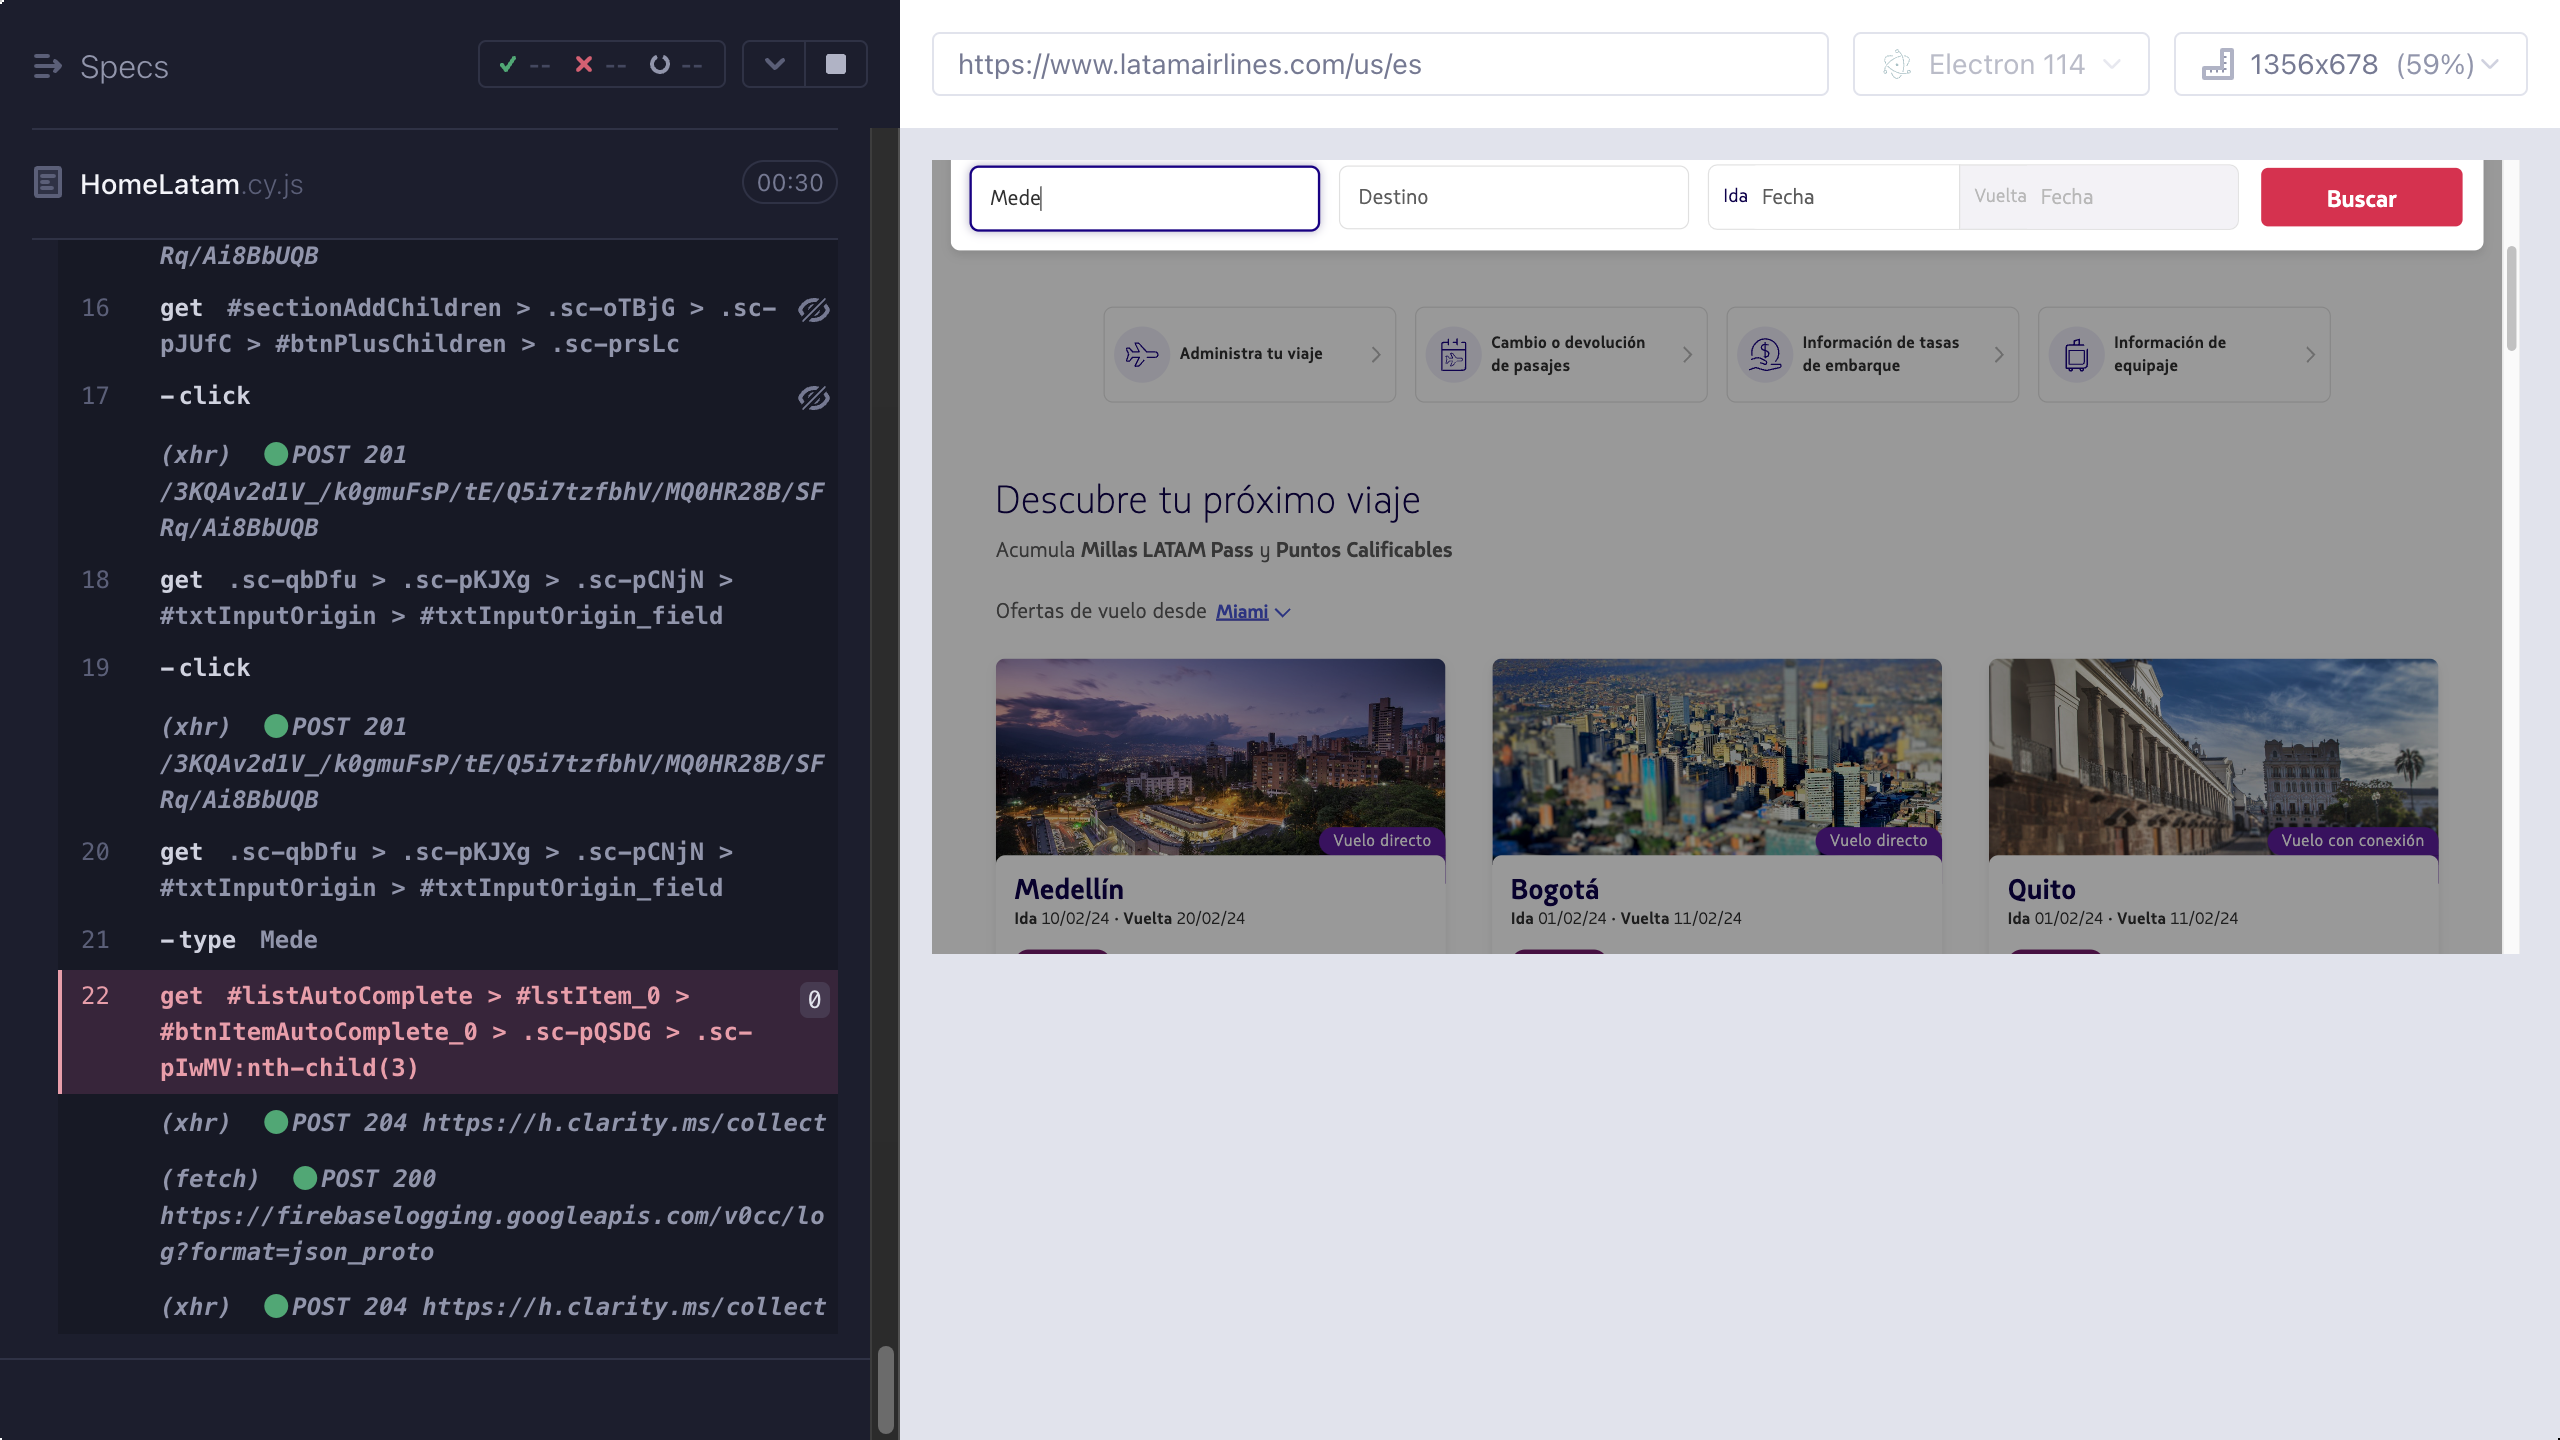 Specs
--
--
--
https://www.latamairlines.com/us/es
Electron 114
1356x678 (59%)
HomeLatam.cy.js
00:30
Rq/Ai8BbUQB
16 get #sectionAddChildren > .sc-oTBjG > .sc-
pJUfC > #btnPlusChildren > .sc-prsLc
17 -click
(xhr) POST 201
/3KQAv2d1V_/k0gmuFsP/tE/Q5i7tzfbhV/MQ0HR28B/SF
Rq/Ai8BbUQB
18 get .sc-qbDfu > .sc-pKJXg > .sc-pCNjN >
#txtInputOrigin > #txtInputOrigin_field
19 -click
(xhr) POST 201
/3KQAv2d1V_/k0gmuFsP/tE/Q5i7tzfbhV/MQ0HR28B/SF
Rq/Ai8BbUQB
20 get .sc-qbDfu > .sc-pKJXg > .sc-pCNjN >
#txtInputOrigin > #txtInputOrigin_field
21 -type Mede
22 get #listAutoComplete > #lstItem_0 > 0
#btnItemAutoComplete_0 > .sc-pQSDG > .sc-
pIwMV:nth-child(3)
(xhr) POST 204 https://h.clarity.ms/collect
(fetch) POST 200
https://firebaselogging.googleapis.com/v0cc/lo
g?format=json_proto
(xhr) POST 204 https://h.clarity.ms/collect
Mede
Destino
Ida Fecha
Vuelta Fecha
Buscar
Administra tu viaje
Cambio o devolución
de pasajes
Información de tasas
de embarque
Información de
equipaje
Descubre tu próximo viaje
Acumula Millas LATAM Pass y Puntos Calificables
Ofertas de vuelo desde Miami
Vuelo directo
Medellín
Ida 10/02/24 · Vuelta 20/02/24
Vuelo directo
Bogotá
Ida 01/02/24 · Vuelta 11/02/24
Vuelo con conexión
Quito
Ida 01/02/24 · Vuelta 11/02/24